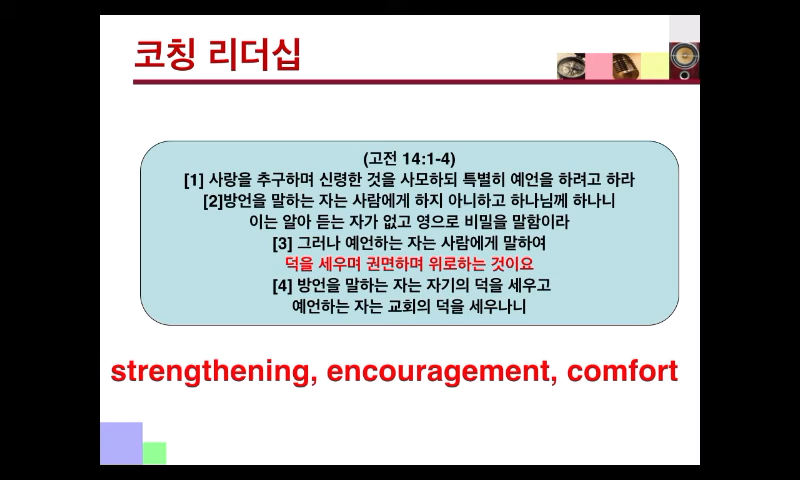 코칭 리더십
(고전 14:1-4)
[1] 사랑을 추구하며 신령한 것을 사모하되 특별히 예언을 하려고 하라
[2]방언을 말하는 자는 사람에게 하지 아니하고 하나님께 하나니
이는 알아 듣는 자가 없고 영으로 비밀을 말함이라
[3] 그러나 예언하는 자는 사람에게 말하여
덕을 세우며 권면하며 위로하는 것이요
[4] 방언을 말하는 자는 자기의 덕을 세우고
예언하는 자는 교회의 덕을 세우나니
strengthening, encouragement, comfort